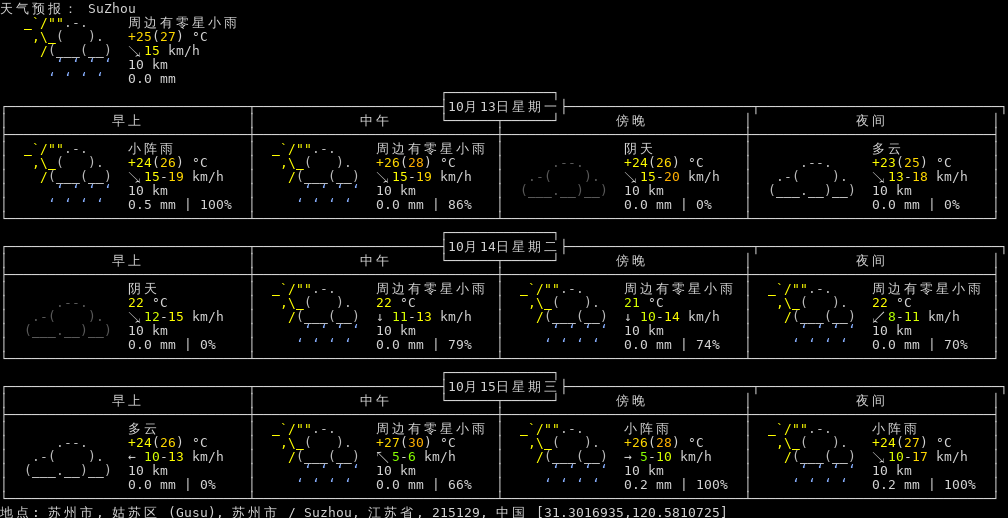 天气预报： SuZhou
周边有零星小雨
+25(27) °C
↘15 km/h
10 km
0.0 mm
10月13日星期一
早上 中午 傍晚 夜间
小阵雨 周边有零星小雨 阴天 多云
+24(26) °C +26(28) °C +24(26) °C +23(25) °C
↘15-19 km/h ↘15-19 km/h ↘15-20 km/h ↘13-18 km/h
10 km 10 km 10 km 10 km
0.5 mm | 100% 0.0 mm | 86% 0.0 mm | 0% 0.0 mm | 0%
10月14日星期二
早上 中午 傍晚 夜间
阴天 周边有零星小雨 周边有零星小雨 周边有零星小雨
22 °C 22 °C 21 °C 22 °C
↘12-15 km/h ↓ 11-13 km/h ↓ 10-14 km/h ↙8-11 km/h
10 km 10 km 10 km 10 km
0.0 mm | 0% 0.0 mm | 79% 0.0 mm | 74% 0.0 mm | 70%
10月15日星期三
早上 中午 傍晚 夜间
多云 周边有零星小雨 小阵雨 小阵雨
+24(26) °C +27(30) °C +26(28) °C +24(27) °C
← 10-13 km/h ↖5-6 km/h → 5-10 km/h ↘10-17 km/h
10 km 10 km 10 km 10 km
0.0 mm | 0% 0.0 mm | 66% 0.2 mm | 100% 0.2 mm | 100%
地点: 苏州市, 姑苏区 (Gusu), 苏州市 / Suzhou, 江苏省, 215129, 中国 [31.3016935,120.5810725]